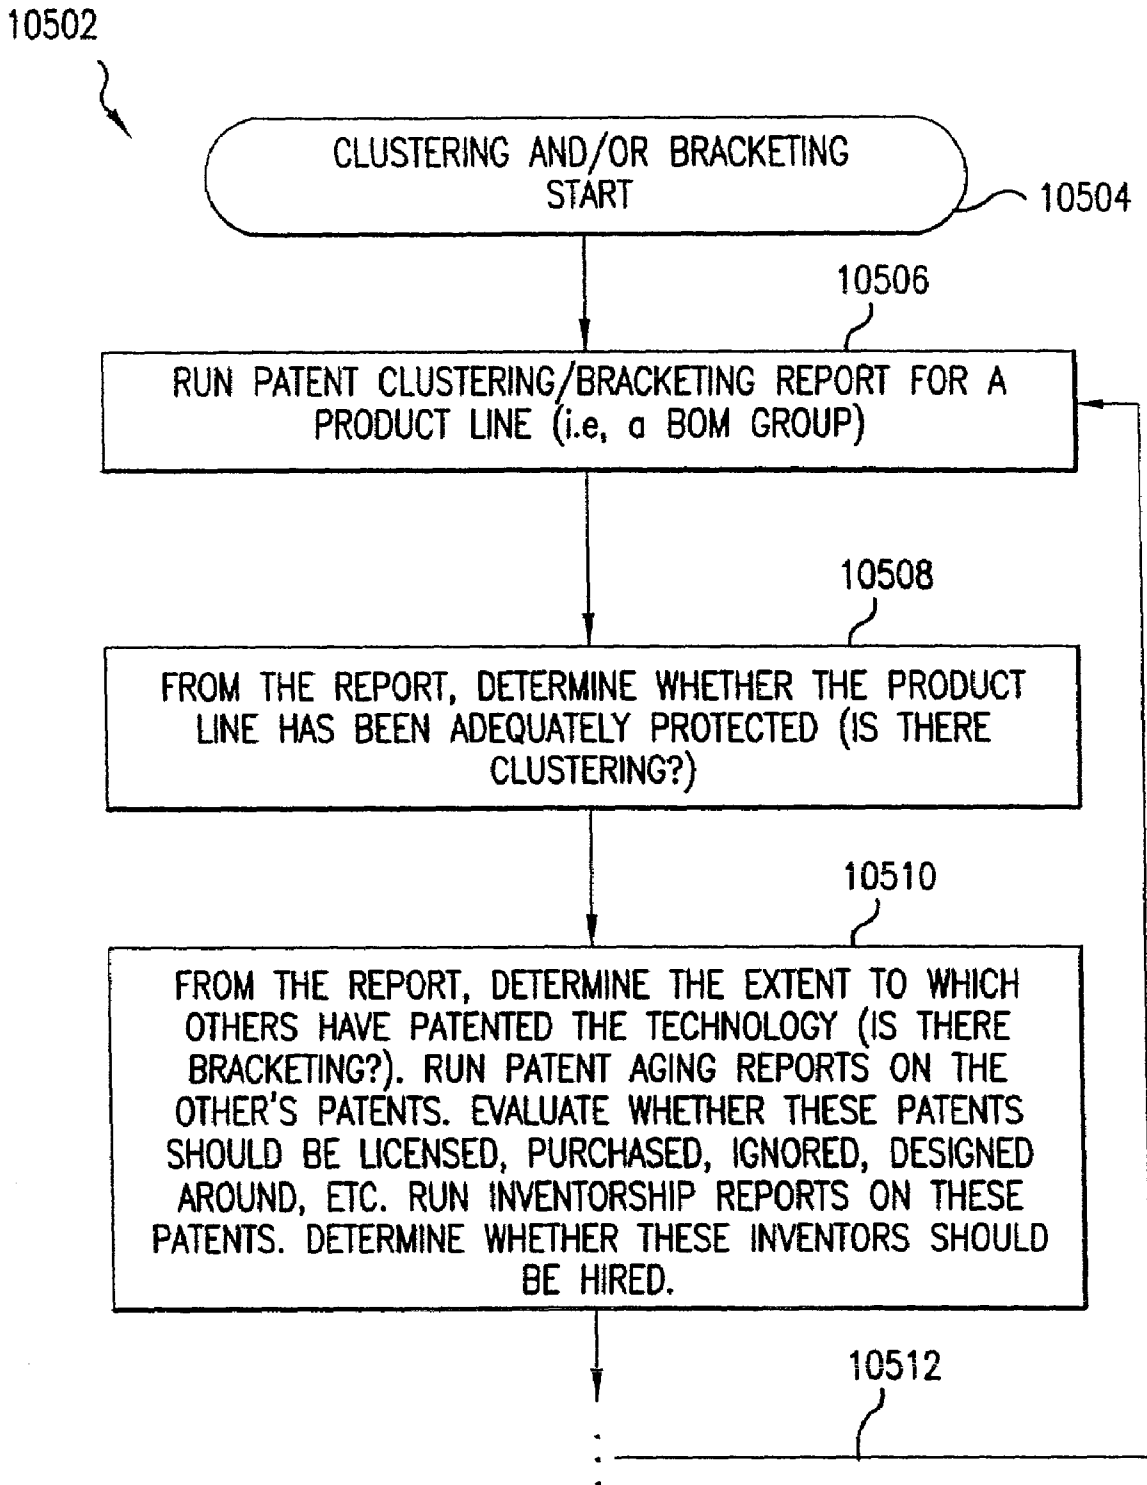 10502
CLUSTERING AND/OR BRACKETING
START
10504
10506
RUN PATENT CLUSTERING/BRACKETING REPORT FOR A
PRODUCT LINE (i.e, a BOM GROUP)
10508
FROM THE REPORT, DETERMINE WHETHER THE PRODUCT
LINE HAS BEEN ADEQUATELY PROTECTED (IS THERE
CLUSTERING?)
10510
FROM THE REPORT, DETERMINE THE EXTENT TO WHICH
OTHERS HAVE PATENTED THE TECHNOLOGY (IS THERE
BRACKETING?). RUN PATENT AGING REPORTS ON THE
OTHER'S PATENTS. EVALUATE WHETHER THESE PATENTS
SHOULD BE LICENSED, PURCHASED, IGNORED, DESIGNED
AROUND, ETC. RUN INVENTORSHIP REPORTS ON THESE
PATENTS. DETERMINE WHETHER THESE INVENTORS SHOULD
BE HIRED.
10512